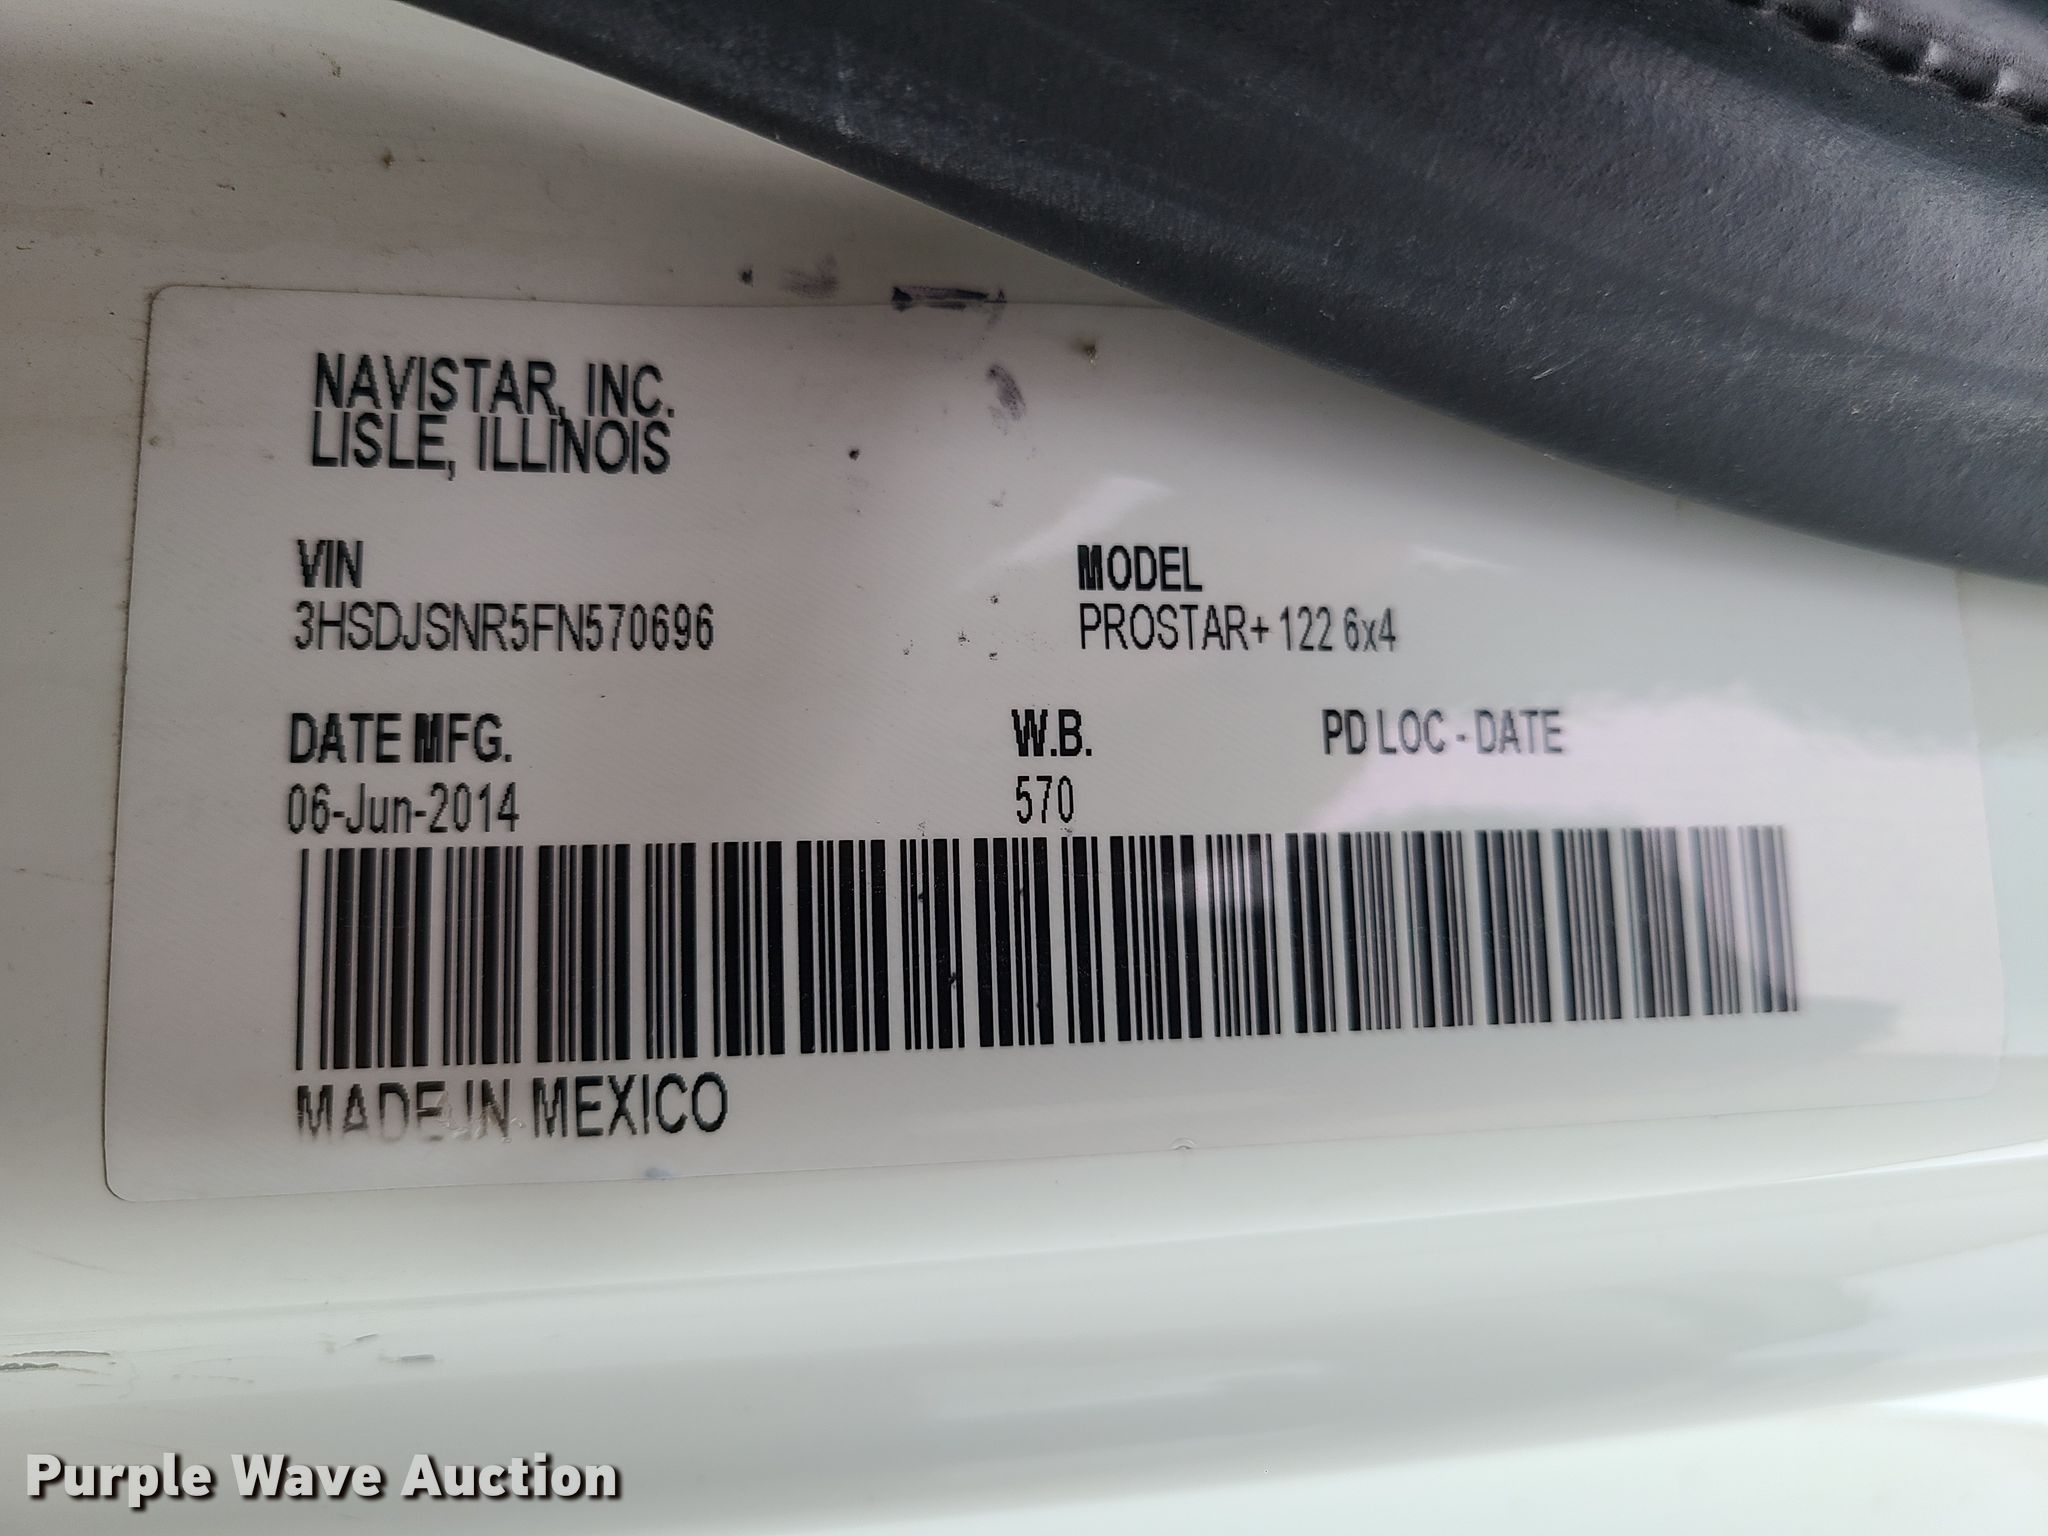 NAVISTAR, INC.
LISLE, ILLINOIS
VIN
3HSDJSNR5FN570696
MODEL
PROSTAR+ 122 6x4
DATE MFG.
06-Jun-2014
W.B.
570
PD LOC - DATE
MADE IN MEXICO
Purple Wave Auction